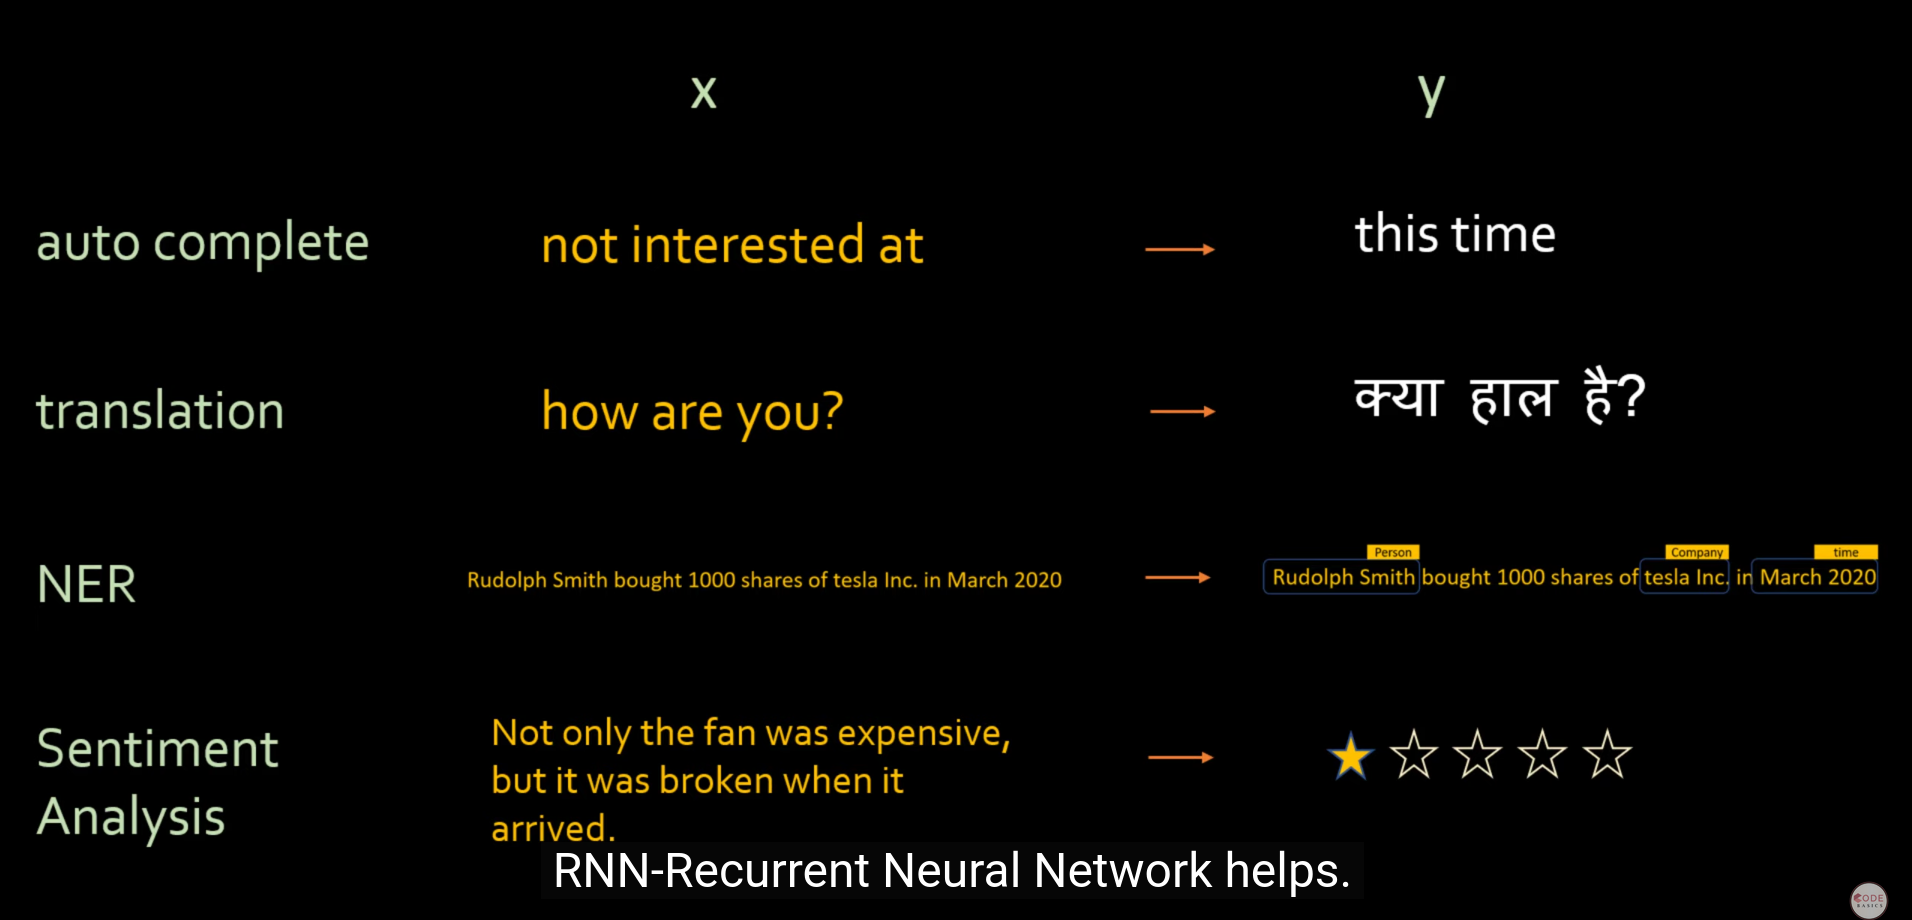 x y
auto complete not interested at this time
translation how are you? क्या हाल है?
Person Company time
NER Rudolph Smith bought 1000 shares of tesla Inc. in March 2020 Rudolph Smith bought 1000 shares of tesla Inc. in March 2020
Sentiment
Analysis
Not only the fan was expensive,
but it was broken when it
arrived.
RNN-Recurrent Neural Network helps.
CODE
BASICS